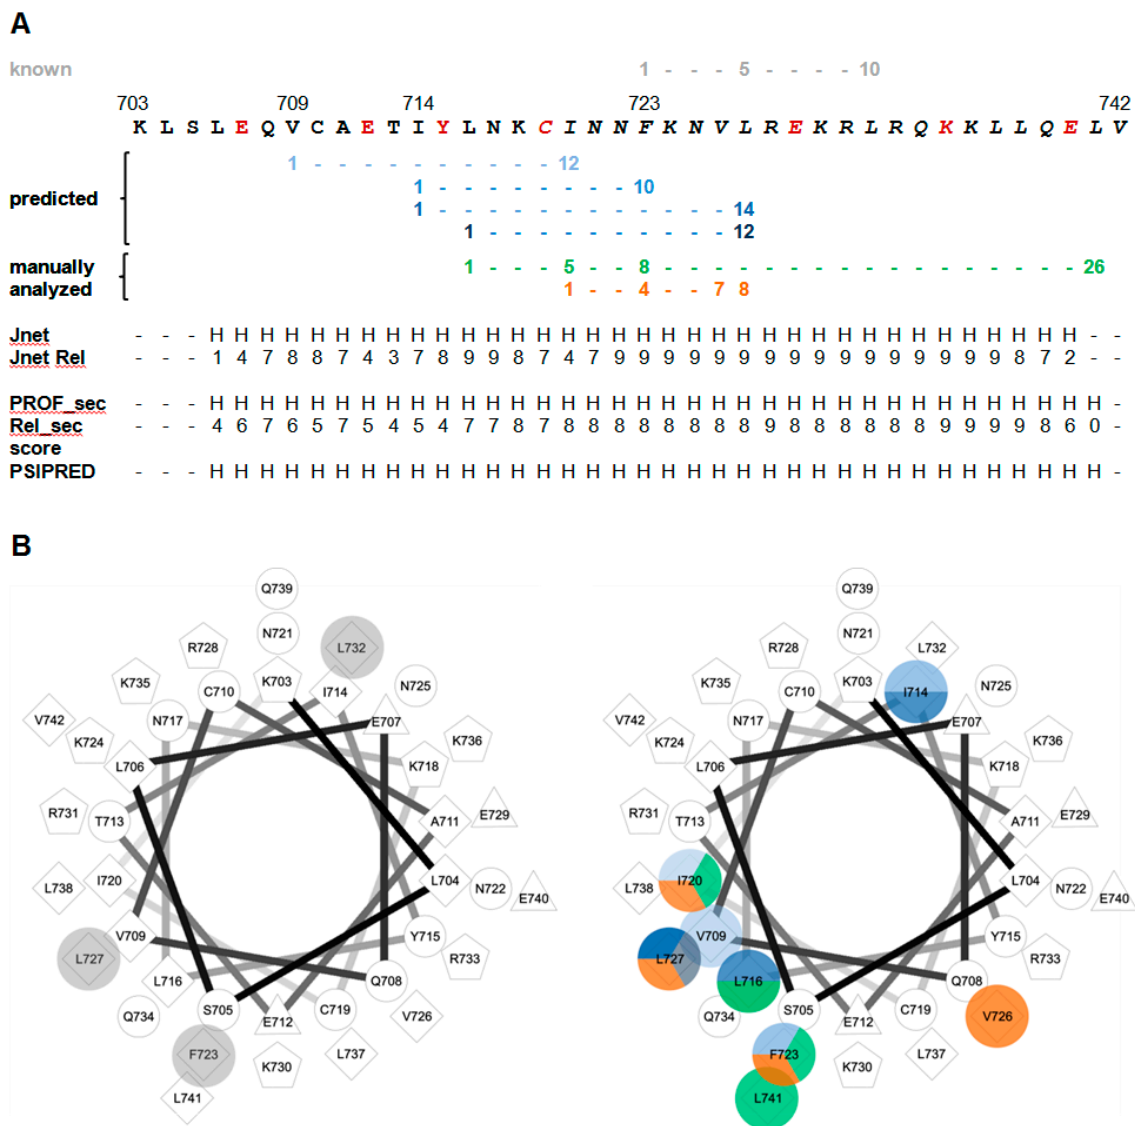 A
known 1 - - - 5 - - - - 10
703 709 714 723 742
K L S L E Q V C A E T I Y L N K C I N N F K N V L R E K R L R Q K K L L Q E L V
1 - - - - - - - - - - 12
1 - - - - - - - - 10
predicted
1 - - - - - - - - - - - - 14
1 - - - - - - - - - - 12
manually 1 - - - 5 - - 8 - - - - - - - - - - - - - - - - - 26
analyzed 1 - - 4 - - 7 8
Jnet - - - H H H H H H H H H H H H H H H H H H H H H H H H H H H H H H H H H H H - -
Jnet Rel - - - 1 4 7 8 8 7 4 3 7 8 9 9 8 7 4 7 9 9 9 9 9 9 9 9 9 9 9 9 9 9 9 9 8 7 2 - -
PROF_sec - - - H H H H H H H H H H H H H H H H H H H H H H H H H H H H H H H H H H H H -
Rel_sec - - - 4 6 7 6 5 7 5 4 5 4 7 7 8 7 8 8 8 8 8 8 8 8 8 9 8 8 8 8 8 9 9 9 9 8 6 0 -
score
PSIPRED - - - H H H H H H H H H H H H H H H H H H H H H H H H H H H H H H H H H H H H -
B
Q739
N721
L732
R728
K703
I714
N725
K735
C710
V742
N717
E707
K724
K736
L706
K718
R731
T713
A711
E729
L738
I720
L704
N722
E740
V709
Y715
L727
L716
Q708
R733
Q734
S705
E712
C719
V726
F723
K730
L737
L741
Q739
N721
L732
R728
K703
I714
N725
K735
C710
V742
N717
E707
K724
K736
L706
K718
R731
T713
A711
E729
L738
I720
L704
N722
E740
V709
Y715
L727
L716
Q708
R733
Q734
S705
E712
C719
V726
F723
K730
L737
L741